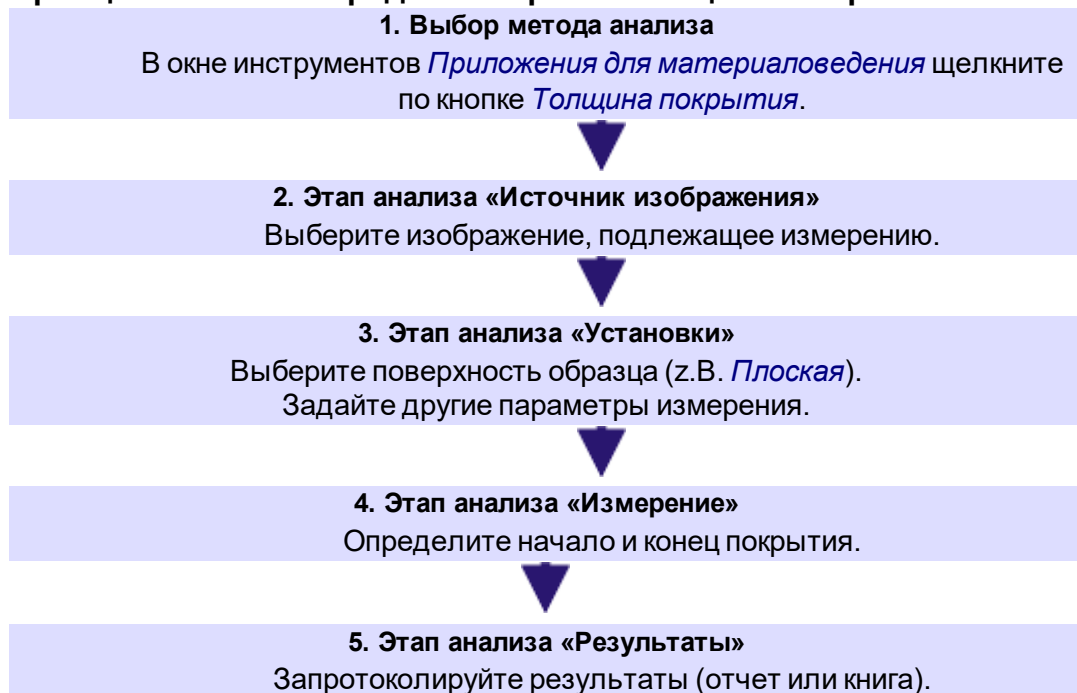 1. Выбор метода анализа
В окне инструментов Приложения для материаловедения щелкните
по кнопке Толщина покрытия.
2. Этап анализа «Источник изображения»
Выберите изображение, подлежащее измерению.
3. Этап анализа «Установки»
Выберите поверхность образца (z.B. Плоская).
Задайте другие параметры измерения.
4. Этап анализа «Измерение»
Определите начало и конец покрытия.
5. Этап анализа «Результаты»
Запротоколируйте результаты (отчет или книга).